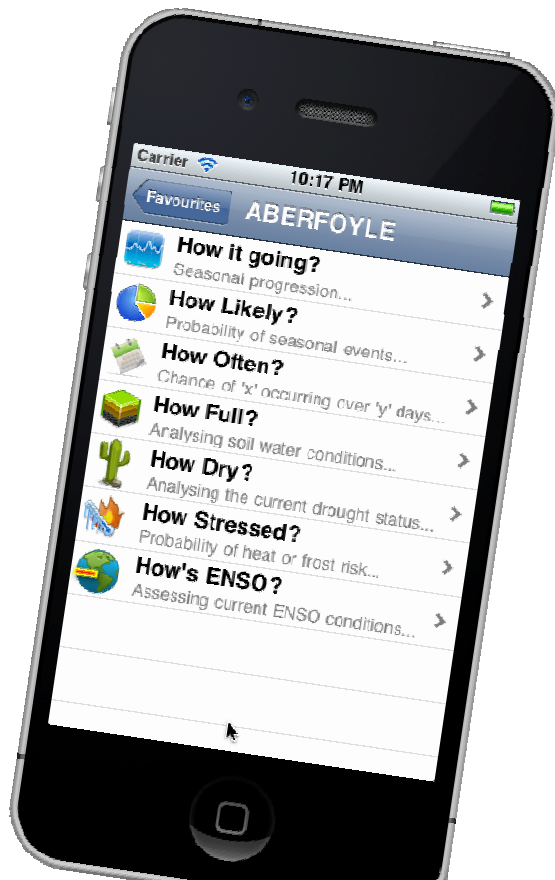 Carrier
10:17 PM
Favourites
ABERFOYLE
How it going?
Seasonal progression...
How Likely?
Probability of seasonal events...
How Often?
Chance of 'x' occurring over 'y' days...
How Full?
Analysing soil water conditions...
How Dry?
Analysing the current drought status...
How Stressed?
Probability of heat or frost risk...
How's ENSO?
Assessing current ENSO conditions...